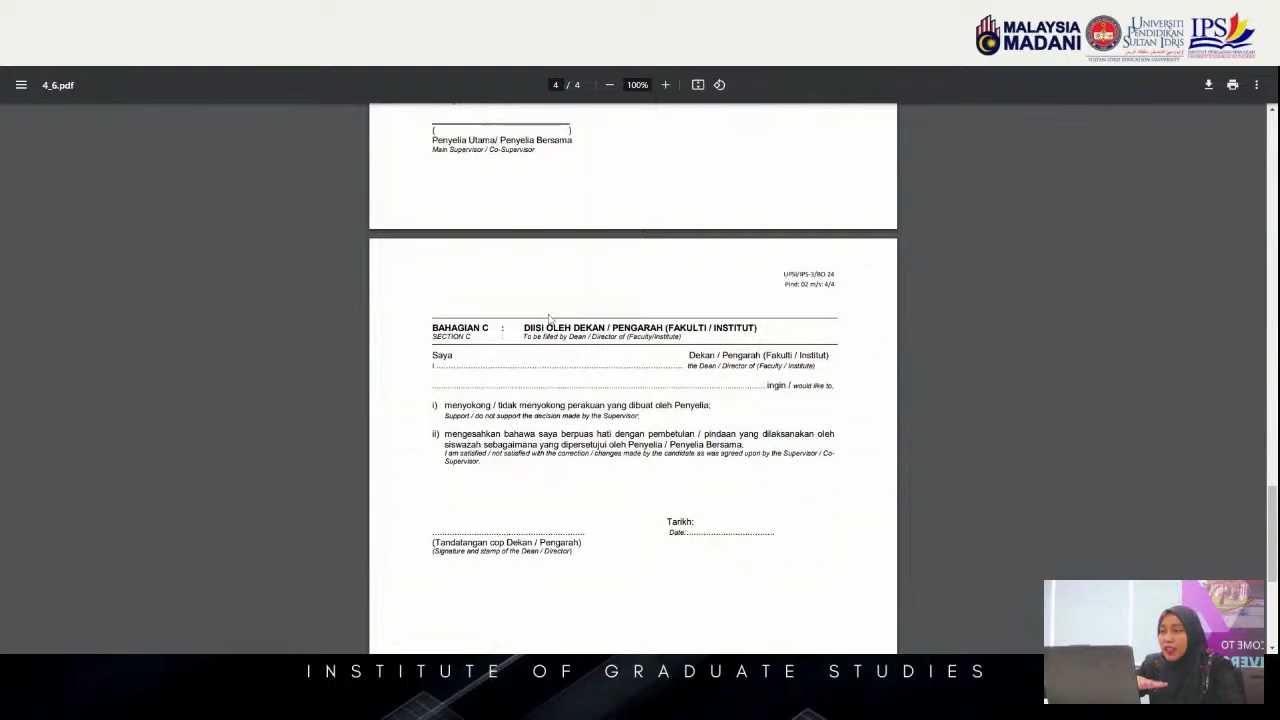 MALAYSIA
MADANI
UNIVERSITI
PENDIDIKAN
SULTAN IDRIS
SULTAN IDRIS EDUCATION UNIVERSITY
IPS
INSTITUT PENGAJIAN SISWAZAH
4_6.pdf
4 / 4
100%
( )
Penyelia Utama/ Penyelia Bersama
Main Supervisor / Co-Supervisor
UPSI/IPS-3/BO 24
Pind: 02 m/s: 4/4
BAHAGIAN C : DIISI OLEH DEKAN / PENGARAH (FAKULTI / INSTITUT)
SECTION C : To be filled by Dean / Director of (Faculty/Institute)
Saya Dekan / Pengarah (Fakulti / Institut)
I ........................................................ the Dean / Director of (Faculty / Institute)
........................................................ ingin / would like to,
i) menyokong / tidak menyokong perakuan yang dibuat oleh Penyelia;
Support / do not support the decision made by the Supervisor;
ii) mengesahkan bahawa saya berpuas hati dengan pembetulan / pindaan yang dilaksanakan oleh
siswazah sebagaimana yang dipersetujui oleh Penyelia / Penyelia Bersama.
I am satisfied / not satisfied with the correction / changes made by the candidate as was agreed upon by the Supervisor / Co-
Supervisor.
Tarikh:
Date:..............................
........................................................
(Tandatangan cop Dekan / Pengarah)
(Signature and stamp of the Dean / Director)
INSTITUTE OF GRADUATE STUDIES